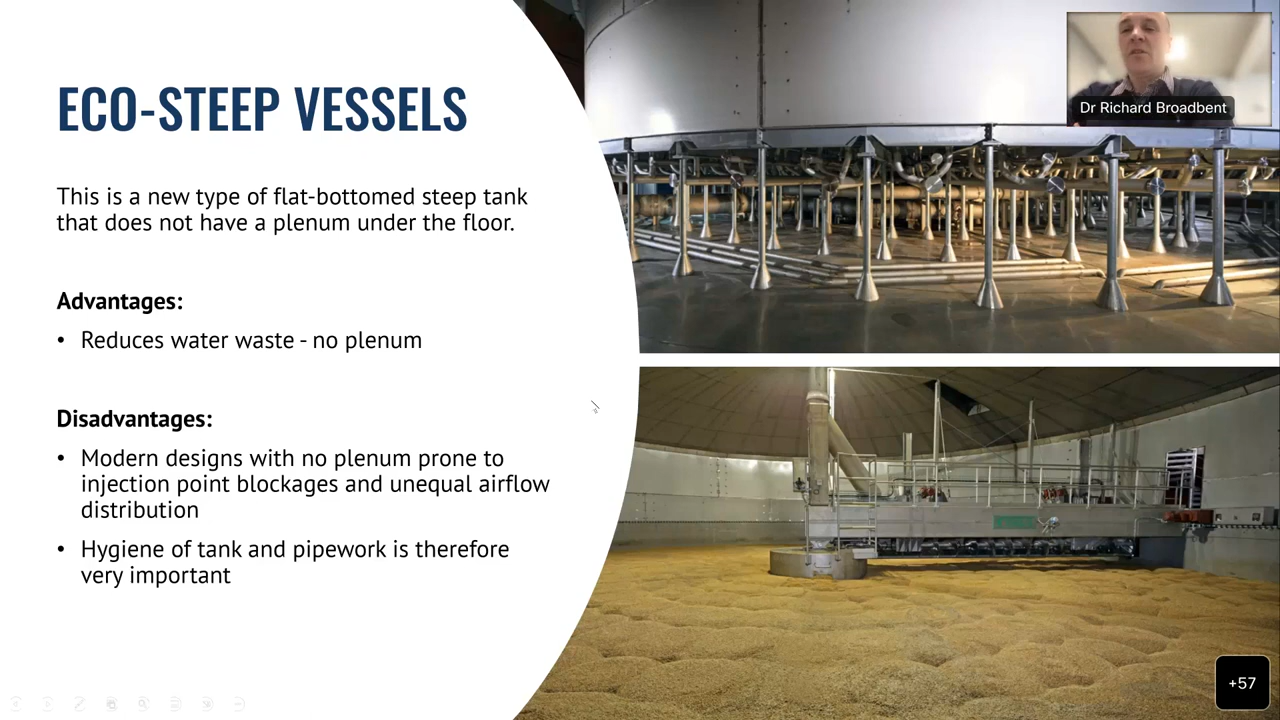 ECO-STEEP VESSELS
This is a new type of flat-bottomed steep tank
that does not have a plenum under the floor.
Advantages:
• Reduces water waste - no plenum
Disadvantages:
• Modern designs with no plenum prone to
injection point blockages and unequal airflow
distribution
• Hygiene of tank and pipework is therefore
very important
Dr Richard Broadbent
+57